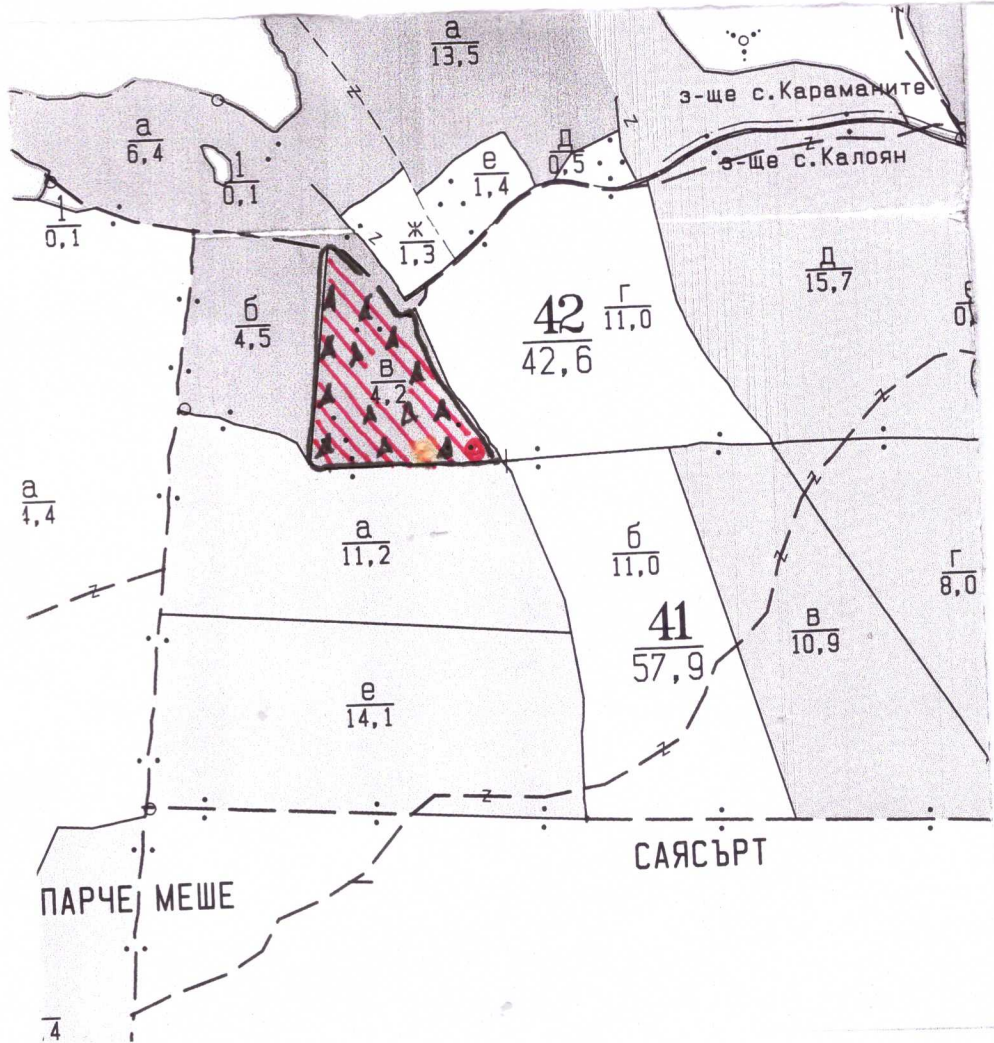 а
13,5
з-ще с.Караманите
а
6,4
Д
0,5
з-ще с.Калоян
е
1,4
1
0,1
1
0,1
ж
1,3
Д
15,7
б
4,5
42
42,6
г
11,0
в
4,2
а
4,4
а
11,2
б
11,0
г
8,0
41
57,9
в
10,9
е
14,1
САЯСЪРТ
ПАРЧЕ МЕШЕ
4